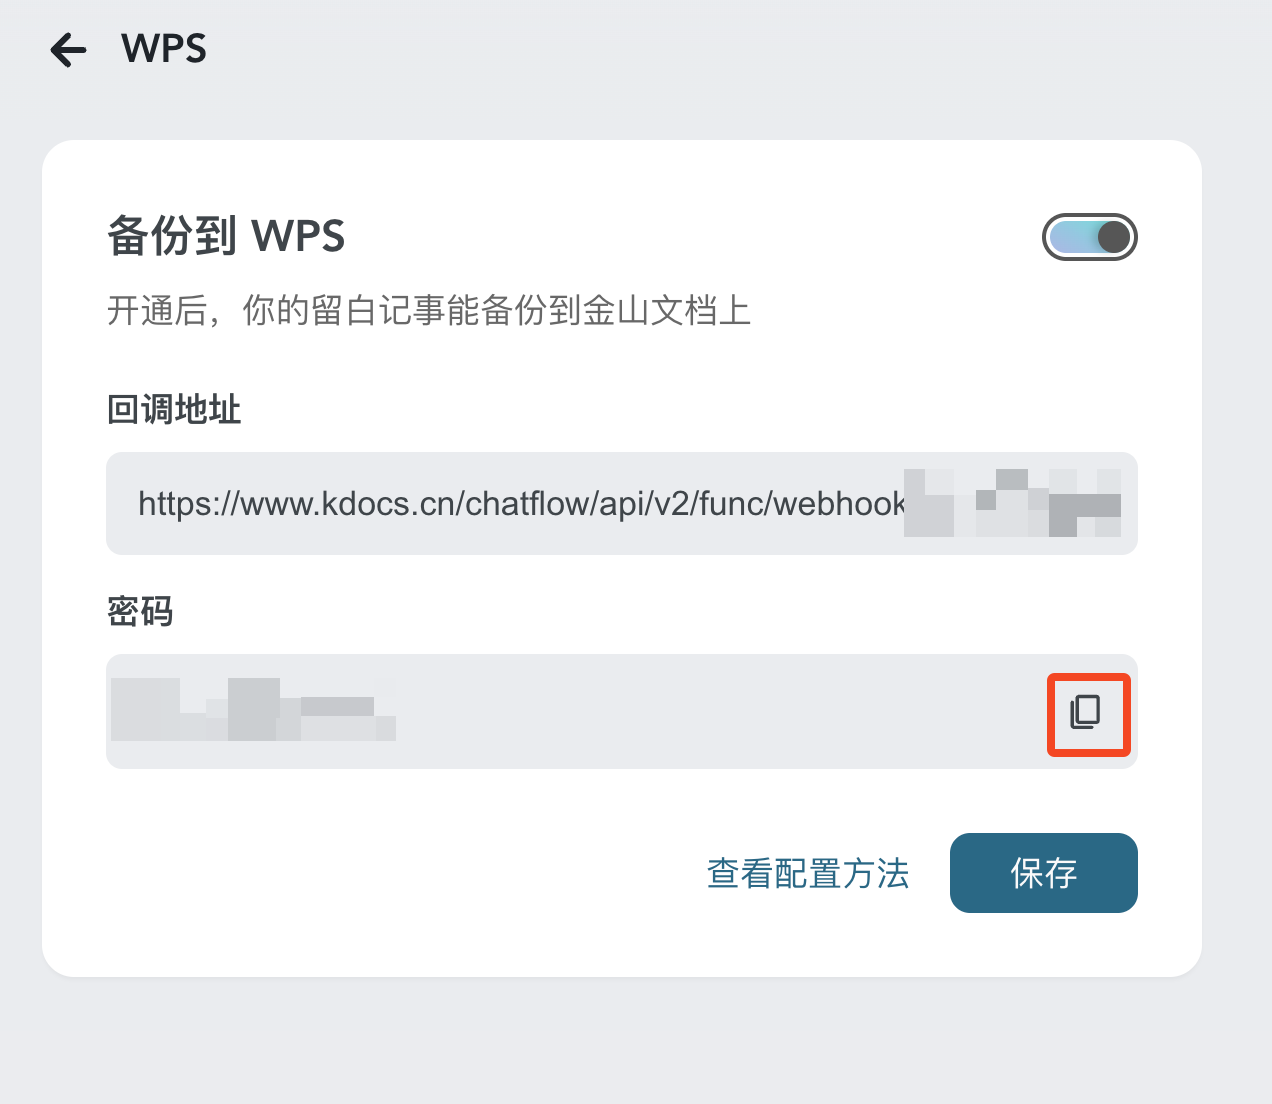 WPS
备份到 WPS
开通后，你的留白记事能备份到金山文档上
回调地址
https://www.kdocs.cn/chatflow/api/v2/func/webhook
密码
查看配置方法
保存